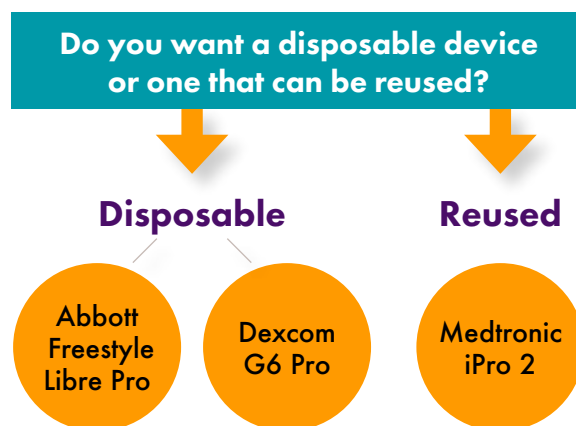 Do you want a disposable device
or one that can be reused?
Disposable
Reused
Abbott
Freestyle
Libre Pro
Dexcom
G6 Pro
Medtronic
iPro 2